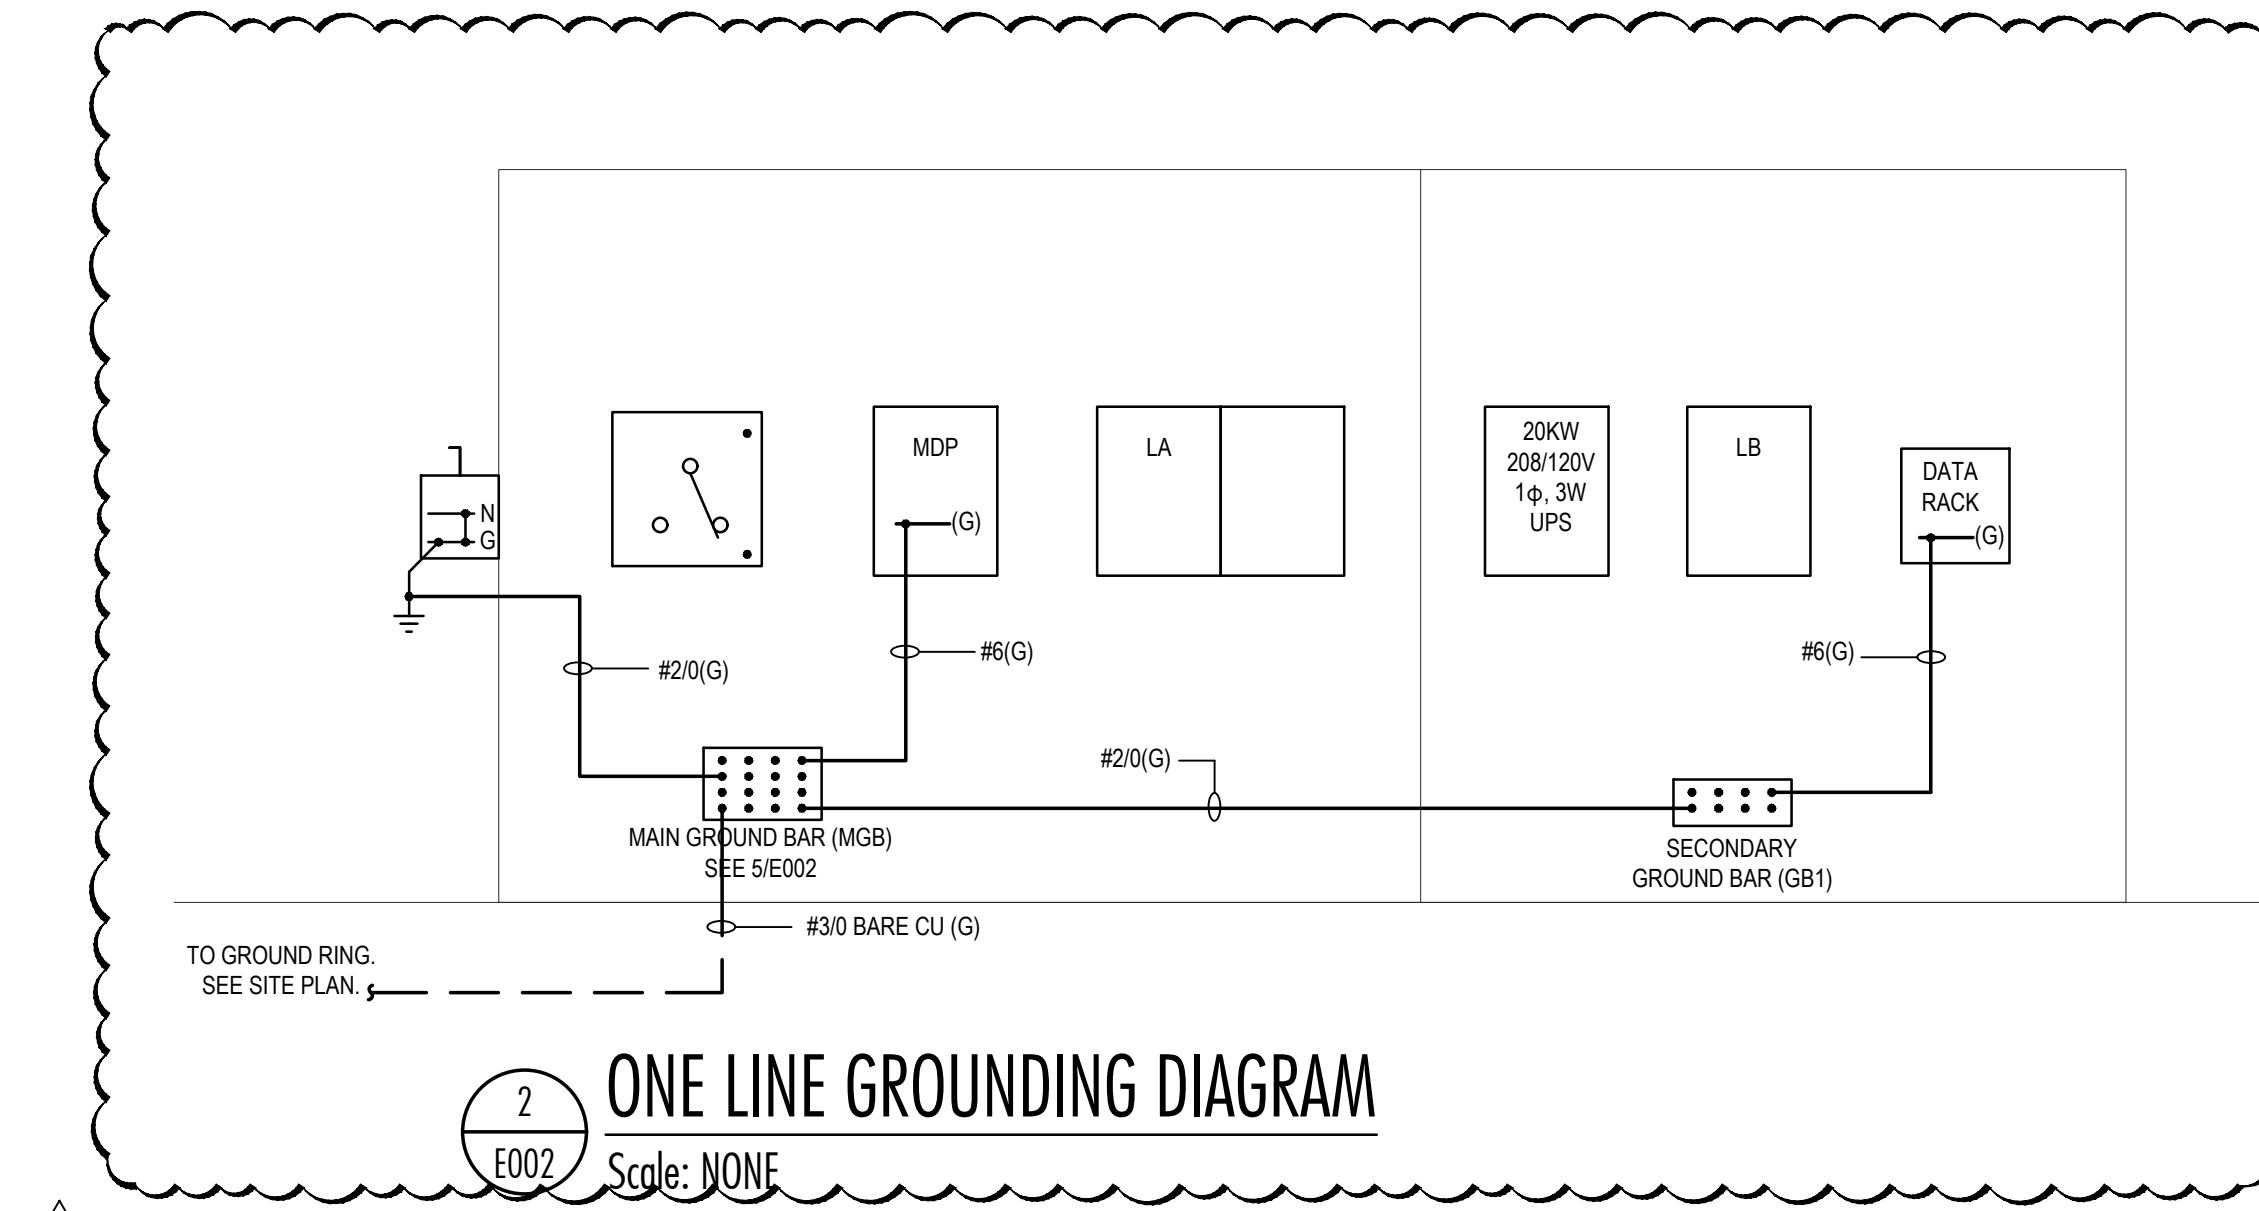 MDP
LA
20KW
208/120V
1ϕ, 3W
UPS
LB
DATA
RACK
N
G
(G)
(G)
#2/0(G)
#6(G)
#6(G)
#2/0(G)
MAIN GROUND BAR (MGB)
SEE 5/E002
SECONDARY
GROUND BAR (GB1)
#3/0 BARE CU (G)
TO GROUND RING.
SEE SITE PLAN.
2
E002
ONE LINE GROUNDING DIAGRAM
Scale: NONE